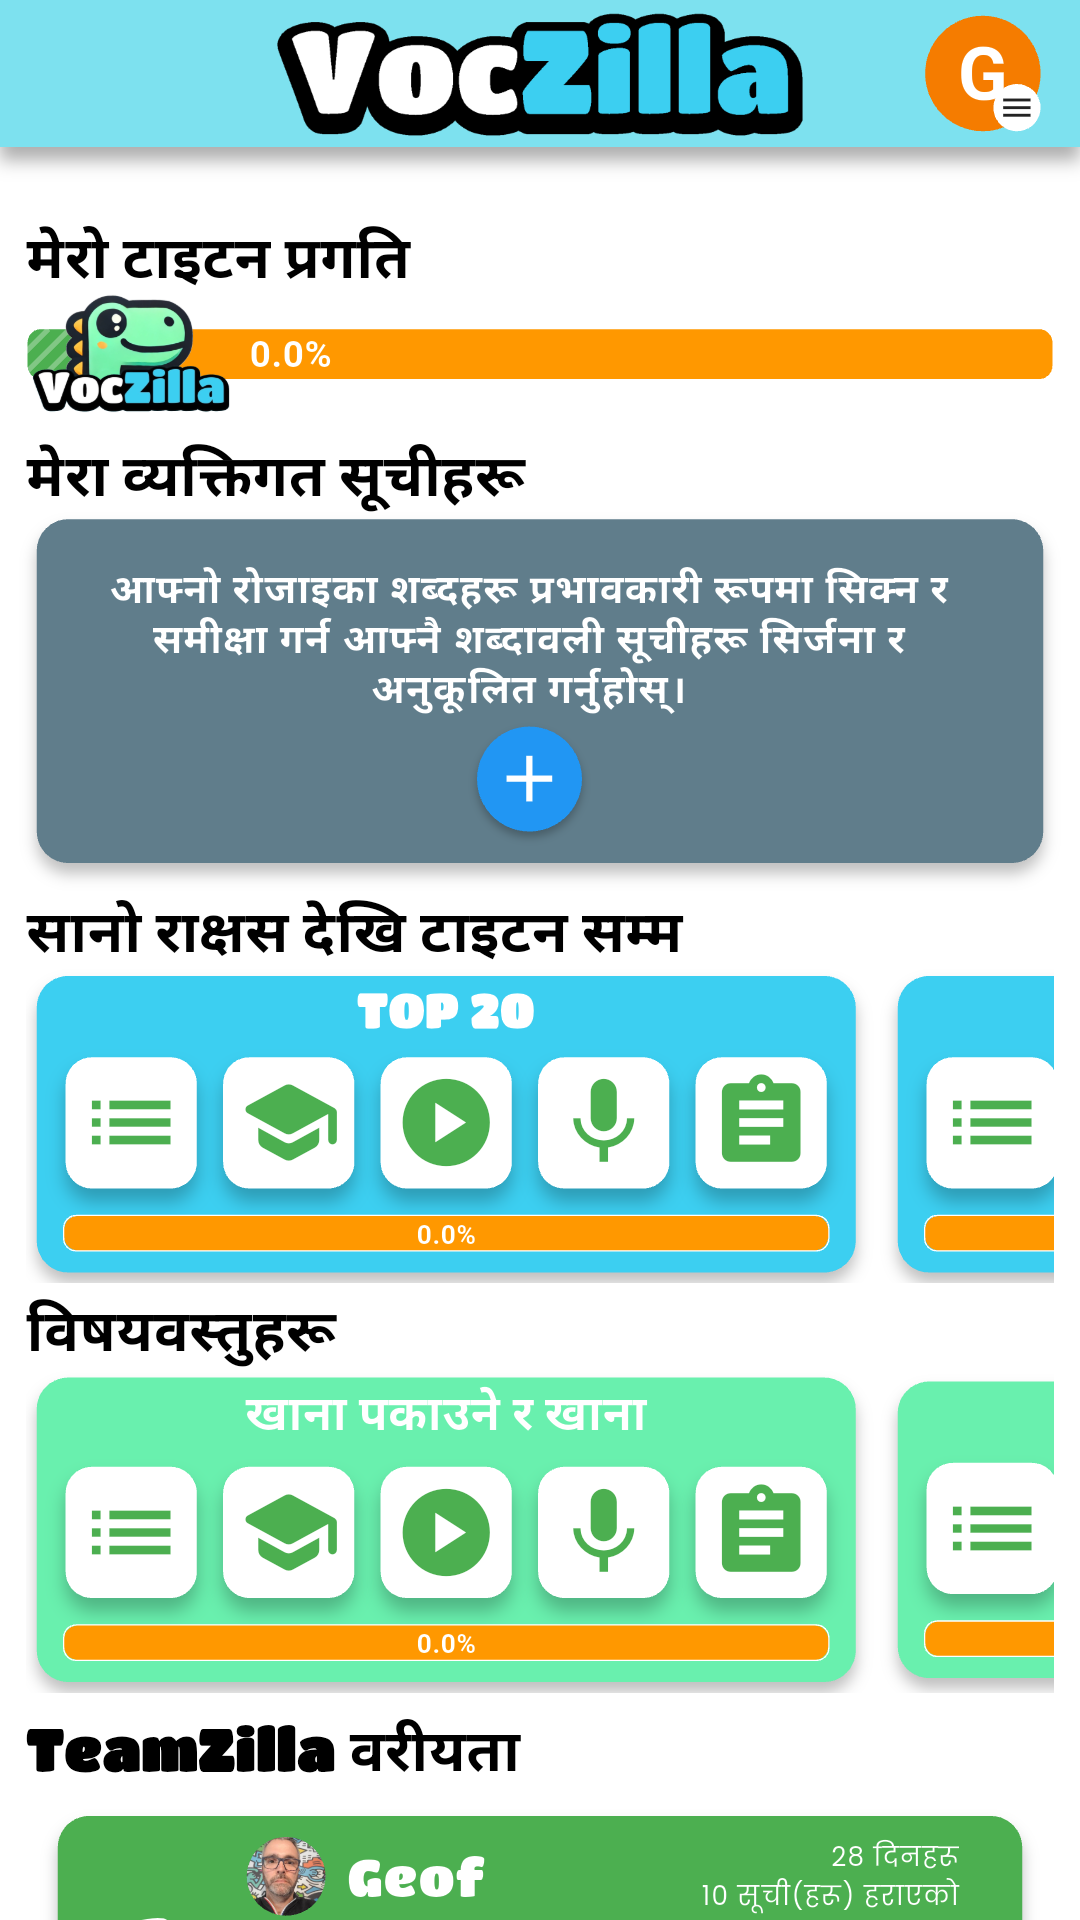 VocZilla
G
मेरो टाइटन प्रगति
0.0%
VocZilla
मेरा व्यक्तिगत सूचीहरू
आफ्नो रोजाइका शब्दहरू प्रभावकारी रूपमा सिक्न र
समीक्षा गर्न आफ्नै शब्दावली सूचीहरू सिर्जना र
अनुकूलित गर्नुहोस्।
सानो राक्षस देखि टाइटन सम्म
TOP 20
0.0%
विषयवस्तुहरू
खाना पकाउने र खाना
0.0%
TeamZilla वरीयता
Geof
28 दिनहरू
10 सूची(हरू) हराएको